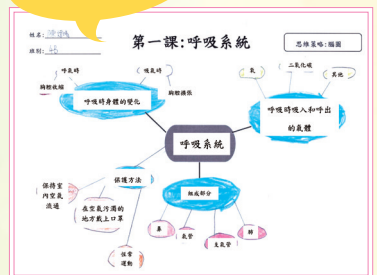 姓名:
班別:
第一課:呼吸系統
思維策略:腦圖
呼氣時
吸氣時
胸腔收縮
胸腔擴張
呼吸時身體的變化
氧
二氧化碳
其他
呼吸時吸入和呼出
的氣體
呼吸系統
保護方法
保持室
內空氣
流通
在空氣污濁的
地方戴上口罩
恆常
運動
組成部分
鼻
氣管
支氣管
肺